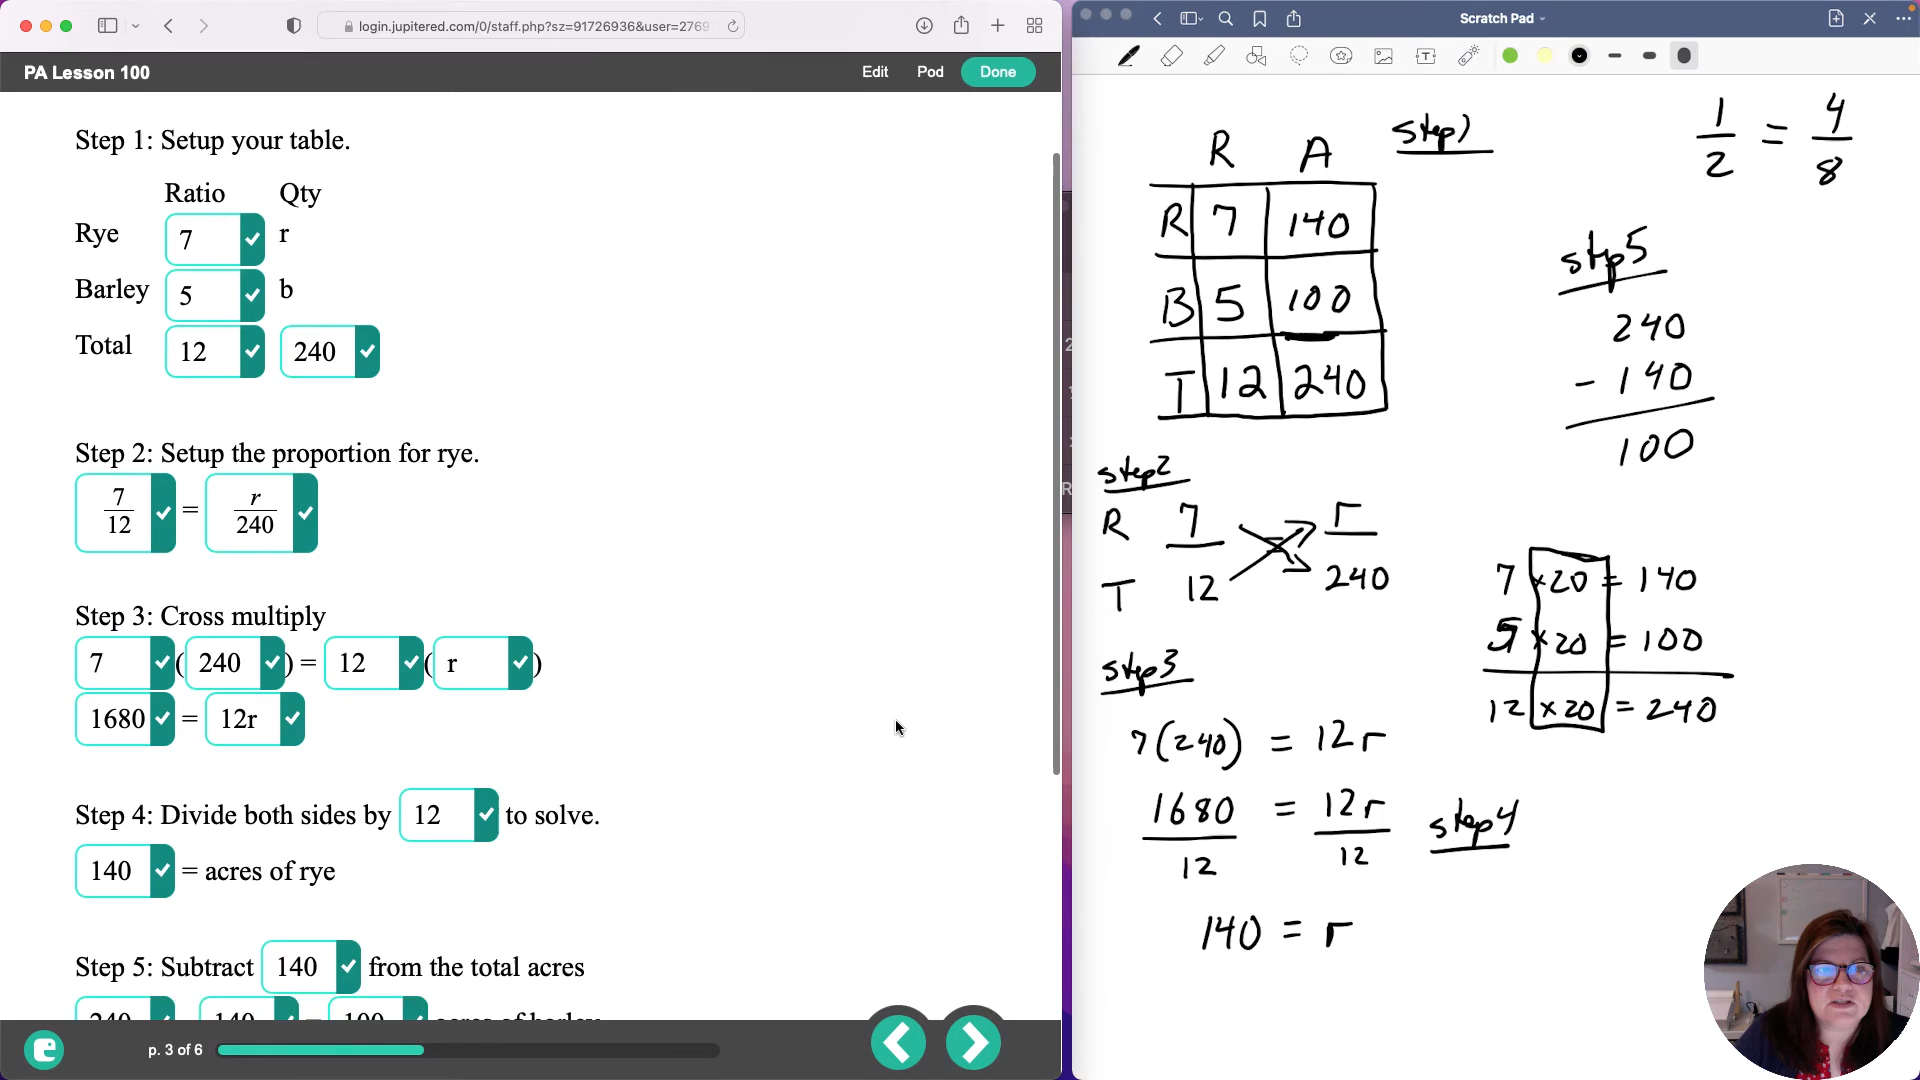 login.jupitered.com/0/staff.php?sz=91726936&user=2769
PA Lesson 100
Edit
Pod
Done
Step 1: Setup your table.
Ratio Qty
Rye 7 r
Barley 5 b
Total 12 240
Step 2: Setup the proportion for rye.
7/12 = r/240
Step 3: Cross multiply
7 ( 240 ) = 12 ( r )
1680 = 12r
Step 4: Divide both sides by 12 to solve.
140 = acres of rye
Step 5: Subtract 140 from the total acres
p. 3 of 6
Scratch Pad
step1
R A
R 7 140
B 5 100
T 12 240
1/2 = 4/8
step5
240
- 140
100
step2
R 7 r
T 12 240
7 ×20 = 140
5 ×20 = 100
12 ×20 = 240
step3
7(240) = 12r
1680 = 12r
12 12
step4
140 = r